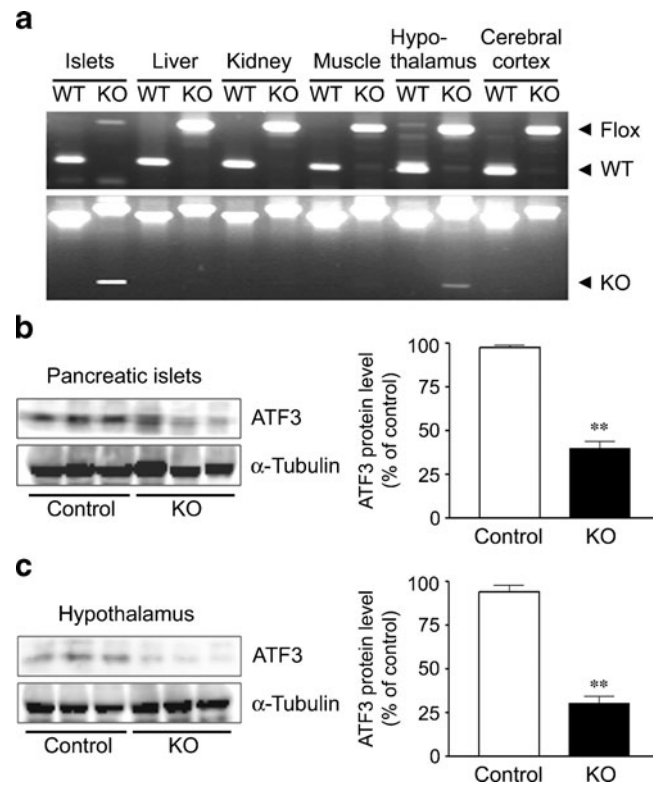 a
Islets Liver Kidney Muscle Hypo-thalamus Cerebral cortex
WT KO WT KO WT KO WT KO WT KO WT KO
Flox
WT
KO
b
Pancreatic islets
ATF3
α-Tubulin
Control KO
ATF3 protein level
(% of control)
100
75
50
25
0
**
Control KO
c
Hypothalamus
ATF3
α-Tubulin
Control KO
ATF3 protein level
(% of control)
100
75
50
25
0
**
Control KO